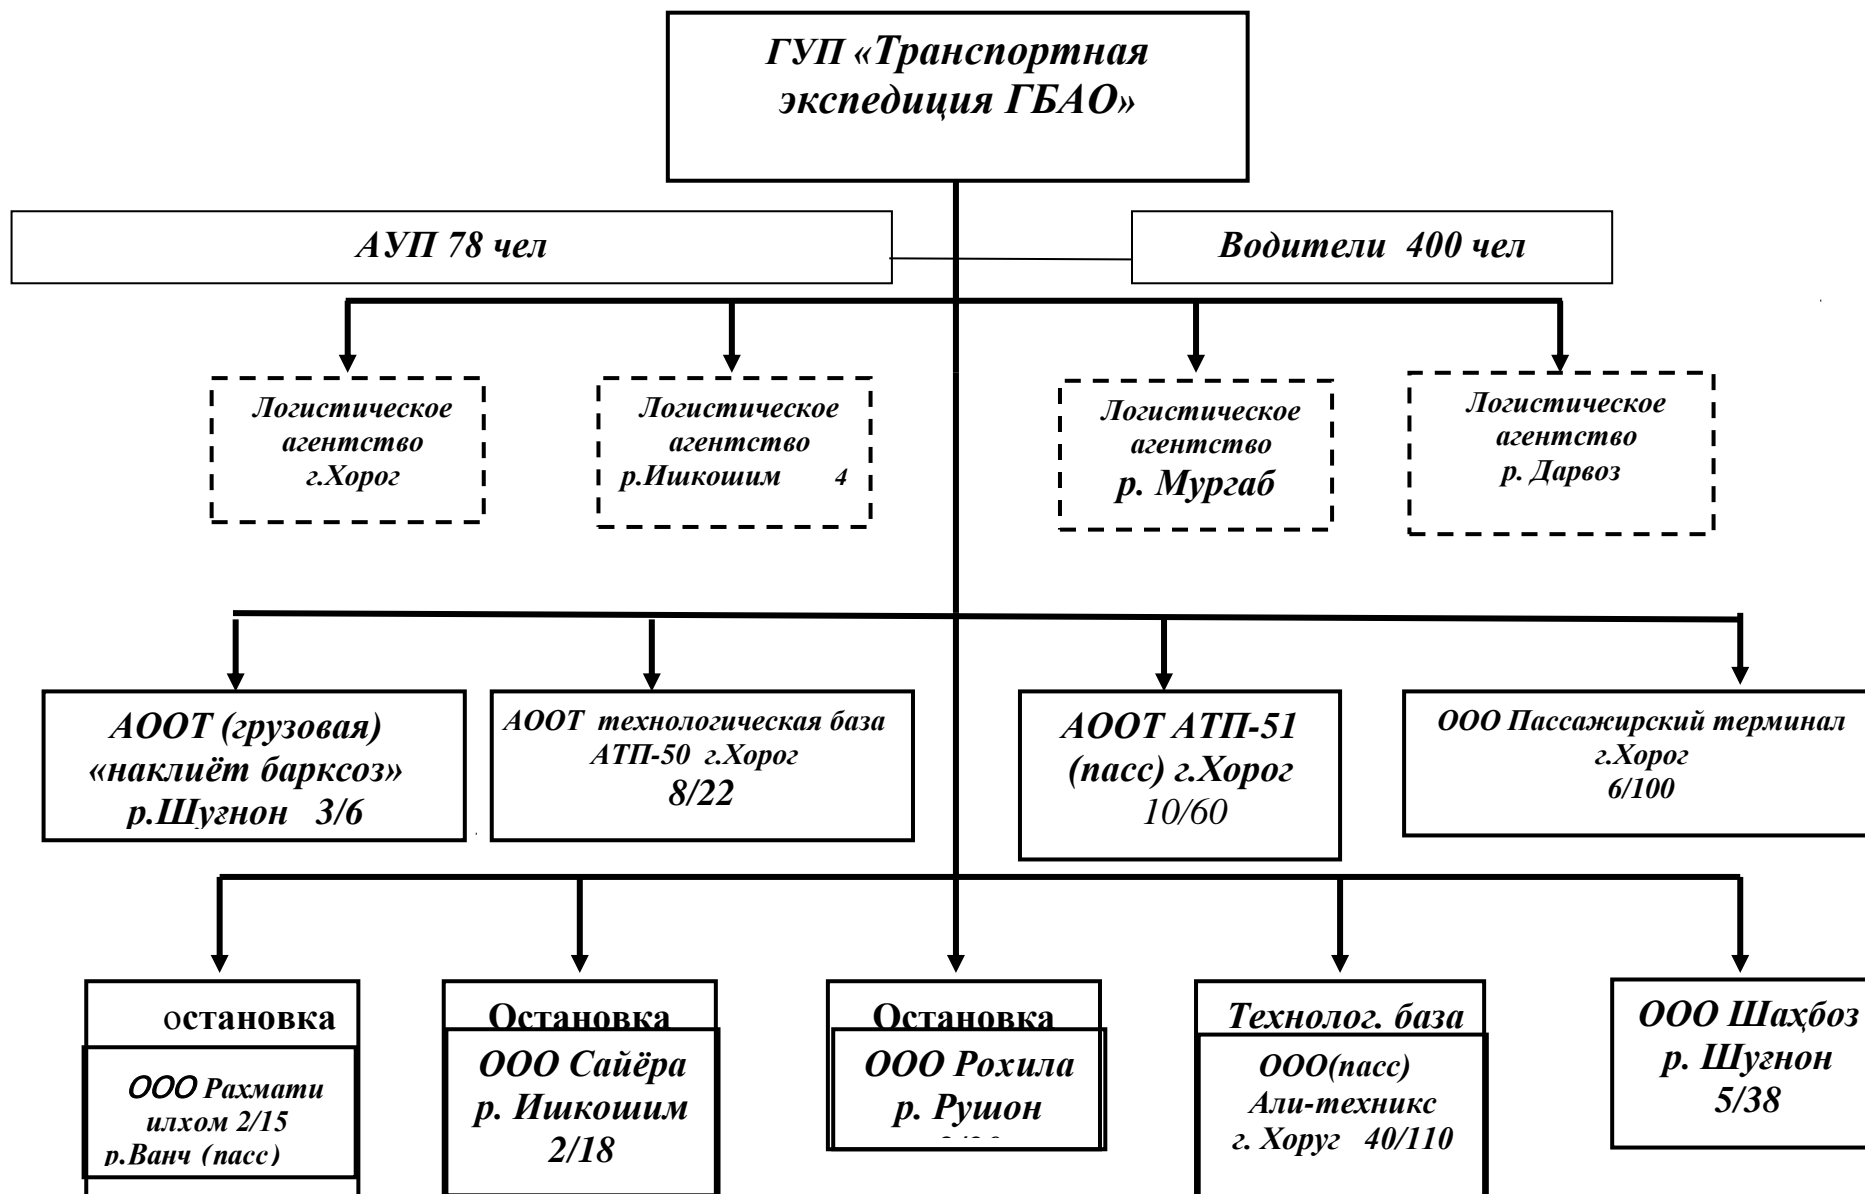 ГУП «Транспортная
экспедиция ГБАО»
АУП 78 чел
Водители 400 чел
Логистическое
агентство
г.Хорог
Логистическое
агентство
р.Ишкошим 4
Логистическое
агентство
р. Мургаб
Логистическое
агентство
р. Дарвоз
АООТ (грузовая)
«наклиёт барксоз»
р.Шуғнон 3/6
АООТ технологическая база
АТП-50 г.Хорог
8/22
АООТ АТП-51
(пасс) г.Хорог
10/60
ООО Пассажирский терминал
г.Хорог
6/100
остановка
ООО Рахмати
илхом 2/15
р.Ванч (пасс)
Остановка
ООО Сайёра
р. Ишкошим
2/18
Остановка
ООО Рохила
р. Рушон
Технолог. база
ООО(пасс)
Али-техникс
г. Хоруг 40/110
ООО Шаҳбоз
р. Шуғнон
5/38